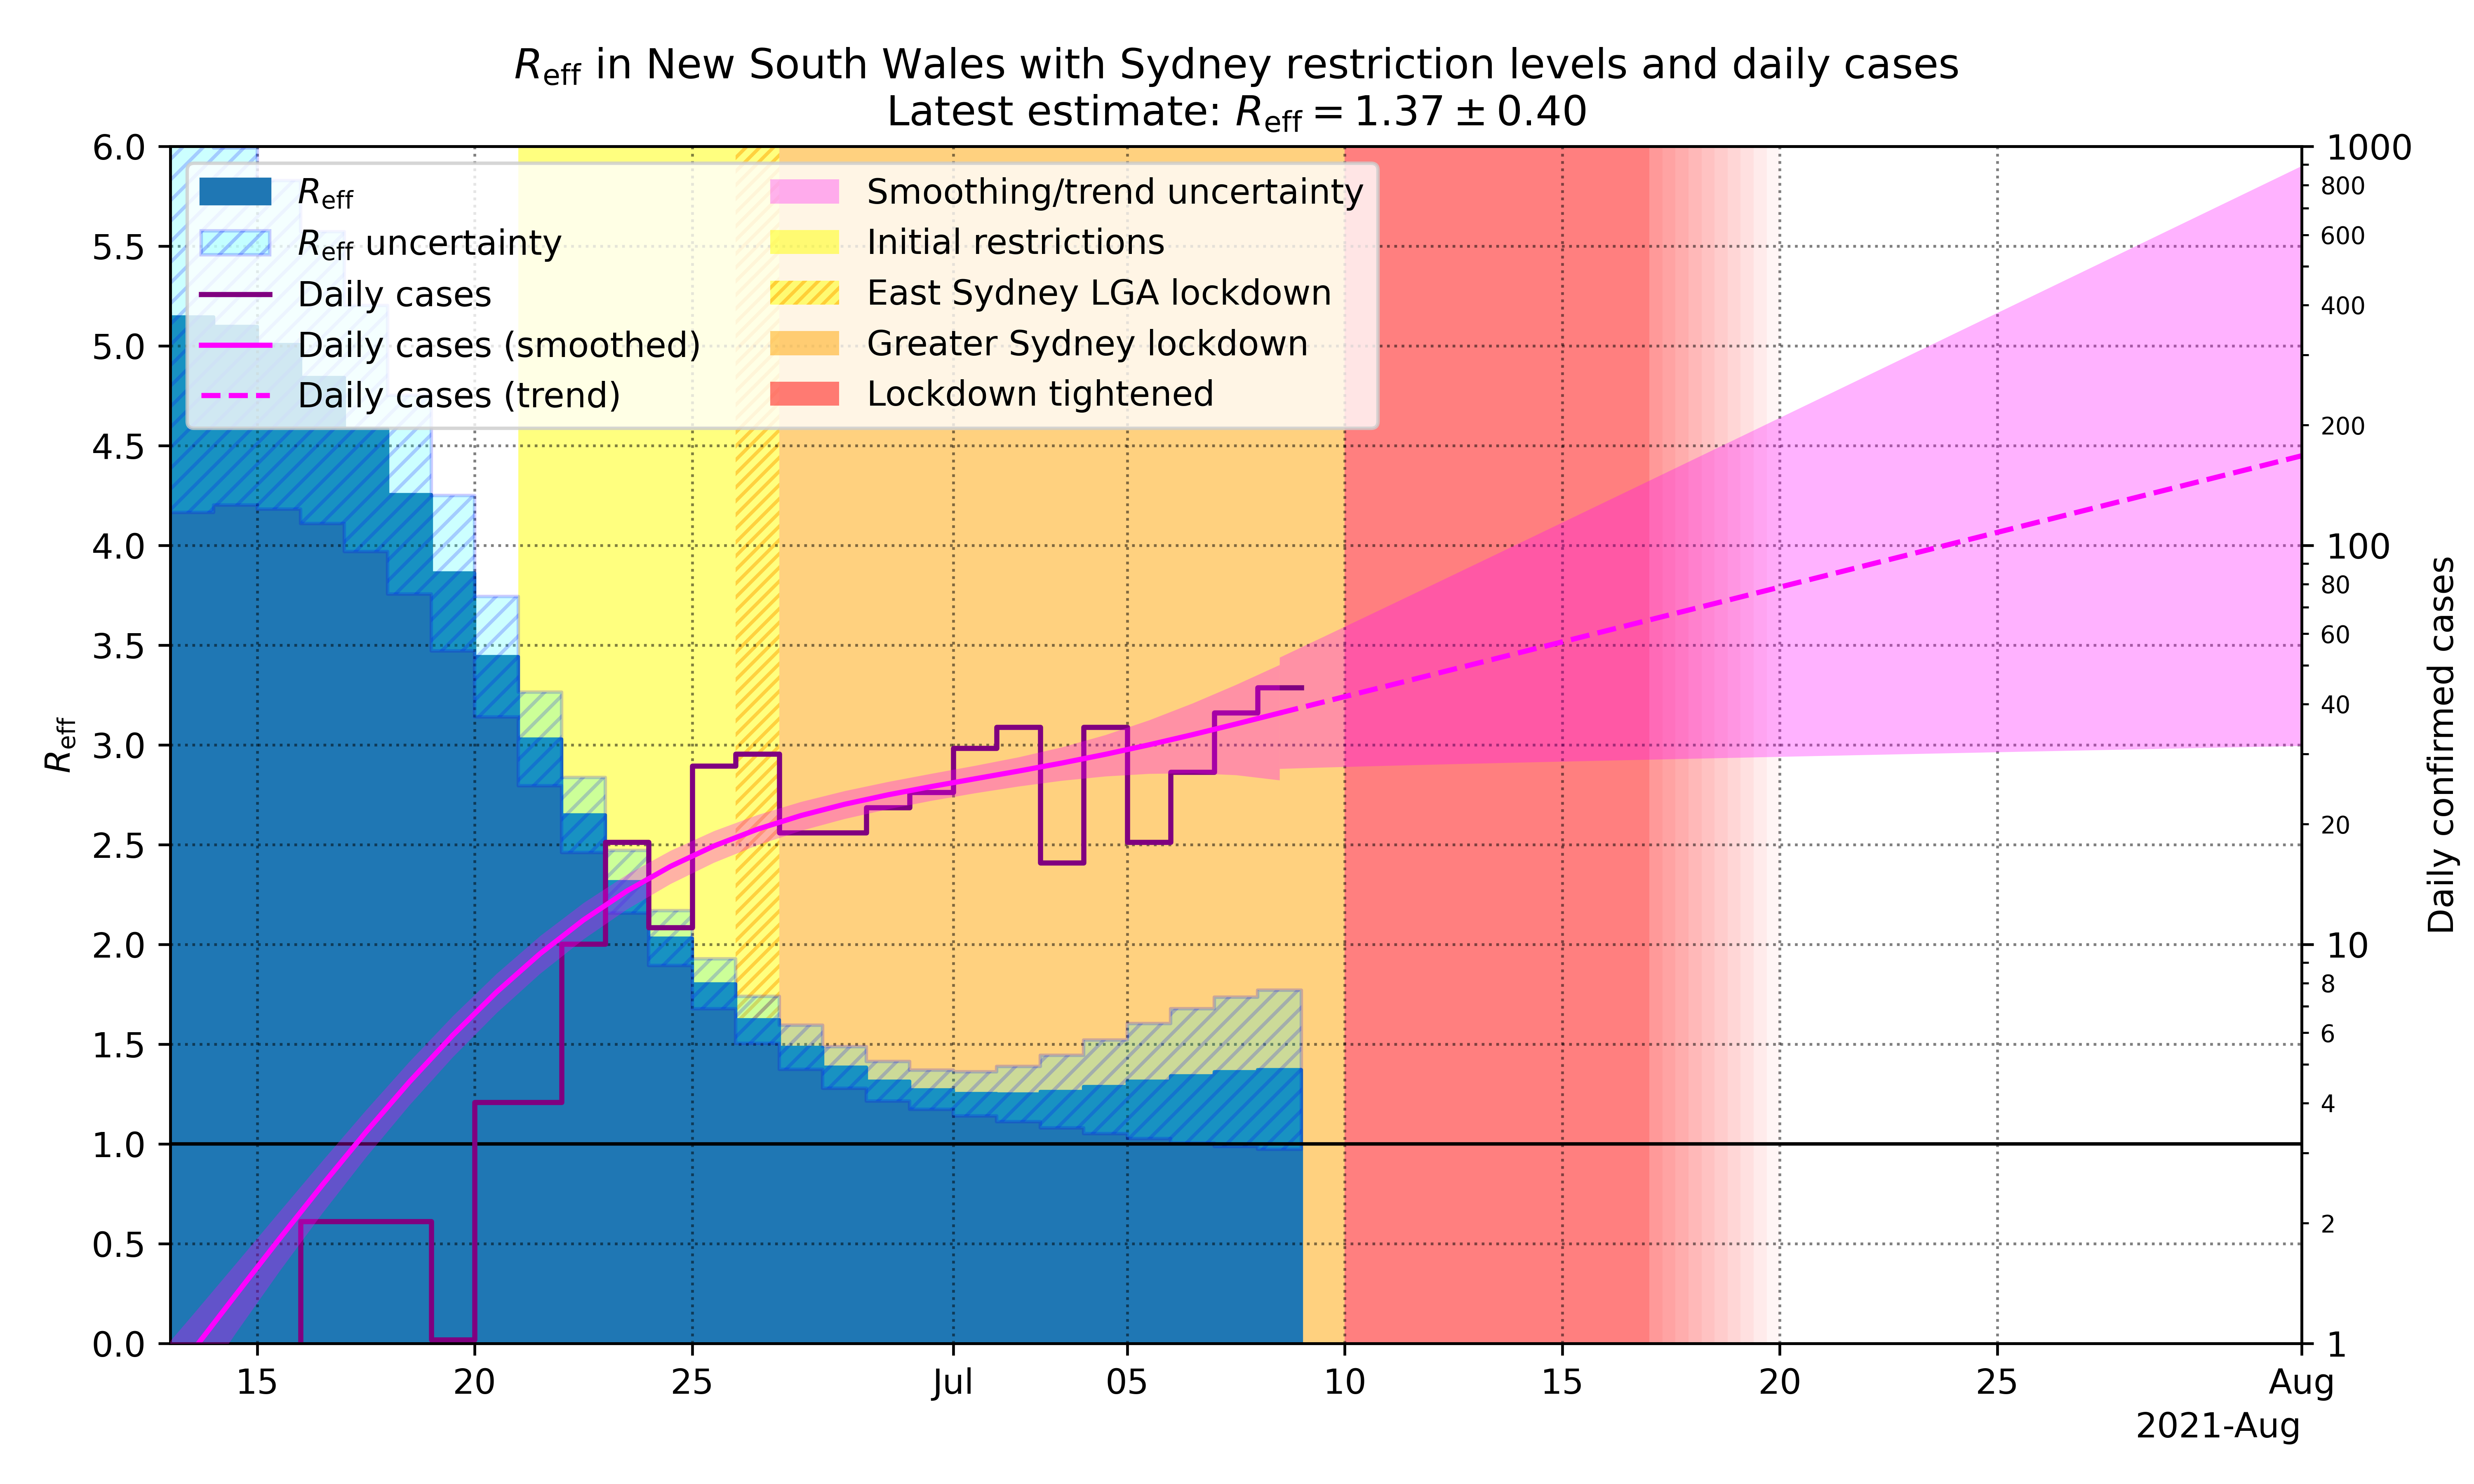 Reff in New South Wales with Sydney restriction levels and daily cases
Latest estimate: Reff = 1.37 ± 0.40
Reff
Reff uncertainty
Daily cases
Daily cases (smoothed)
Daily cases (trend)
Smoothing/trend uncertainty
Initial restrictions
East Sydney LGA lockdown
Greater Sydney lockdown
Lockdown tightened
Reff
6.0
5.5
5.0
4.5
4.0
3.5
3.0
2.5
2.0
1.5
1.0
0.5
0.0
1000
800
600
400
200
100
80
60
40
20
10
8
6
4
2
1
Daily confirmed cases
15 20 25 Jul 05 10 15 20 25 Aug
2021-Aug